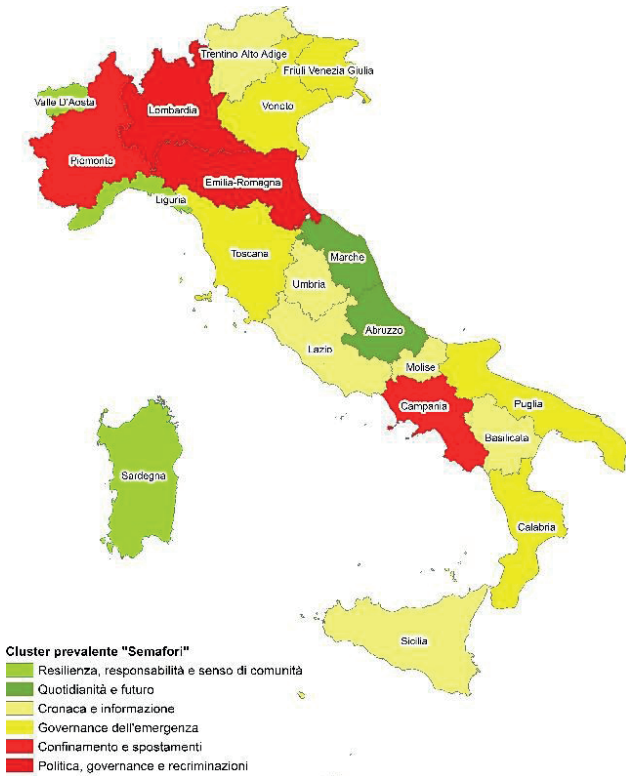 Trentino Alto Adige
Friuli Venezia Giulia
Valle D'Aosta
Lombardia
Veneto
Piemonte
Emilia-Romagna
Liguria
Toscana
Marche
Umbria
Abruzzo
Lazio
Molise
Campania
Puglia
Basilicata
Sardegna
Calabria
Sicilia
Cluster prevalente "Semafori"
Resilienza, responsabilità e senso di comunità
Quotidianità e futuro
Cronaca e informazione
Governance dell'emergenza
Confinamento e spostamenti
Politica, governance e recriminazioni